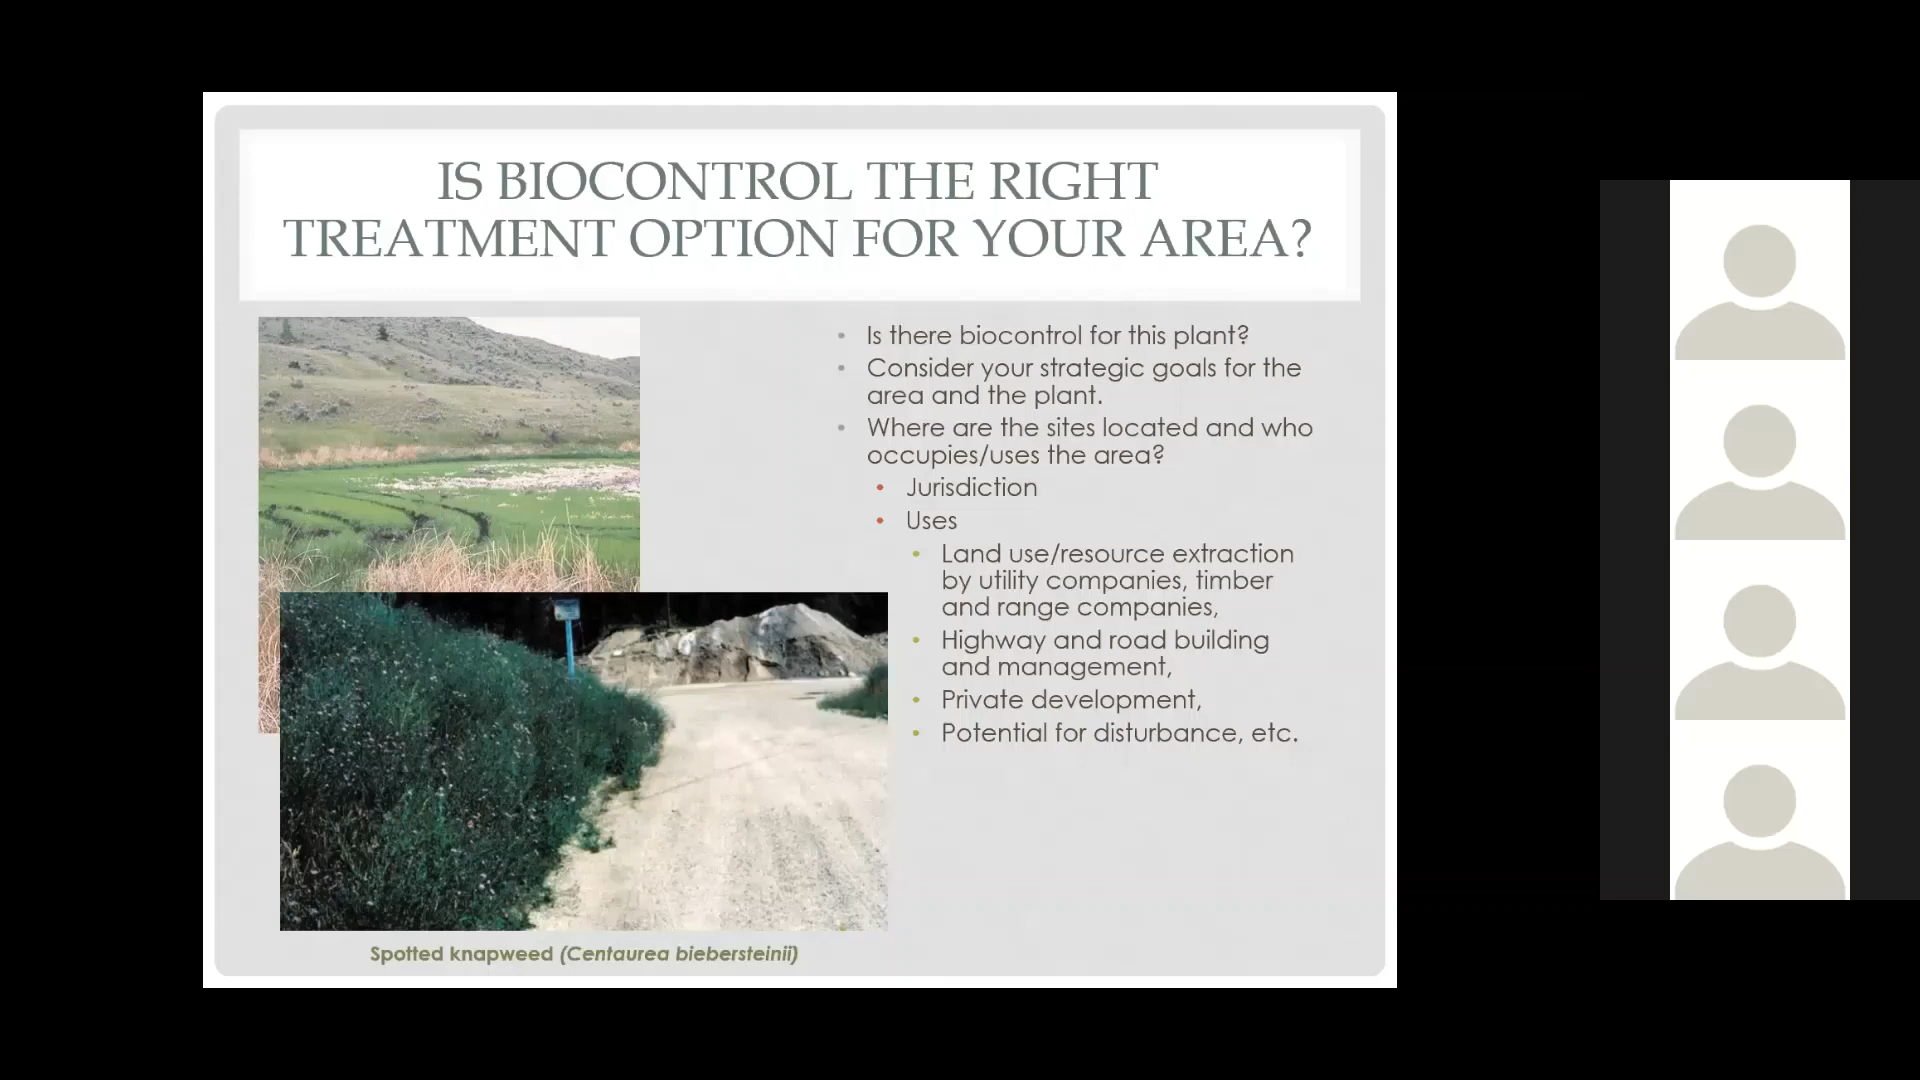 IS BIOCONTROL THE RIGHT
TREATMENT OPTION FOR YOUR AREA?
• Is there biocontrol for this plant?
• Consider your strategic goals for the
area and the plant.
• Where are the sites located and who
occupies/uses the area?
• Jurisdiction
• Uses
• Land use/resource extraction
by utility companies, timber
and range companies,
• Highway and road building
and management,
• Private development,
• Potential for disturbance, etc.
Spotted knapweed (Centaurea biebersteinii)